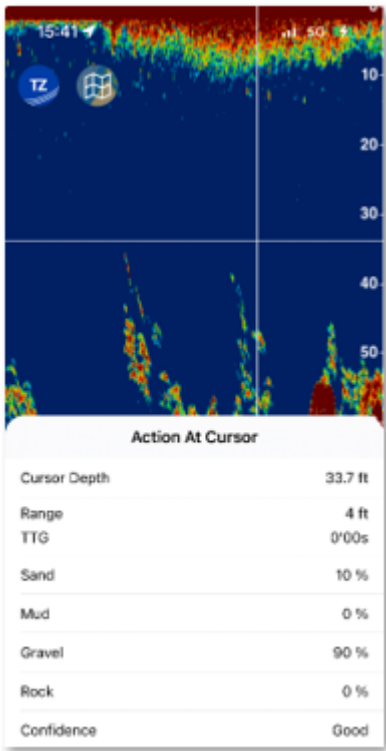 15:41 5G
TZ
10
20
30
40
50
Action At Cursor
Cursor Depth 33.7 ft
Range 4 ft
TTG 0'00s
Sand 10 %
Mud 0 %
Gravel 90 %
Rock 0 %
Confidence Good